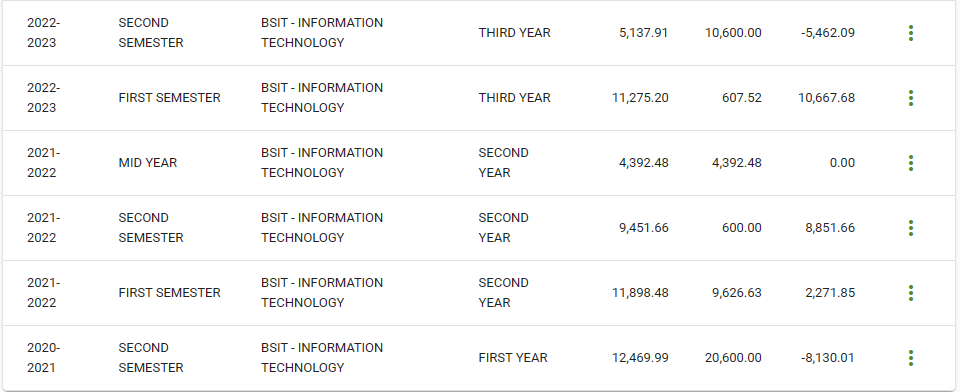 2022-
2023
SECOND
SEMESTER
BSIT - INFORMATION
TECHNOLOGY
THIRD YEAR
5,137.91
10,600.00
-5,462.09
2022-
2023
FIRST SEMESTER
BSIT - INFORMATION
TECHNOLOGY
THIRD YEAR
11,275.20
607.52
10,667.68
2021-
2022
MID YEAR
BSIT - INFORMATION
TECHNOLOGY
SECOND
YEAR
4,392.48
4,392.48
0.00
2021-
2022
SECOND
SEMESTER
BSIT - INFORMATION
TECHNOLOGY
SECOND
YEAR
9,451.66
600.00
8,851.66
2021-
2022
FIRST SEMESTER
BSIT - INFORMATION
TECHNOLOGY
SECOND
YEAR
11,898.48
9,626.63
2,271.85
2020-
2021
SECOND
SEMESTER
BSIT - INFORMATION
TECHNOLOGY
FIRST YEAR
12,469.99
20,600.00
-8,130.01